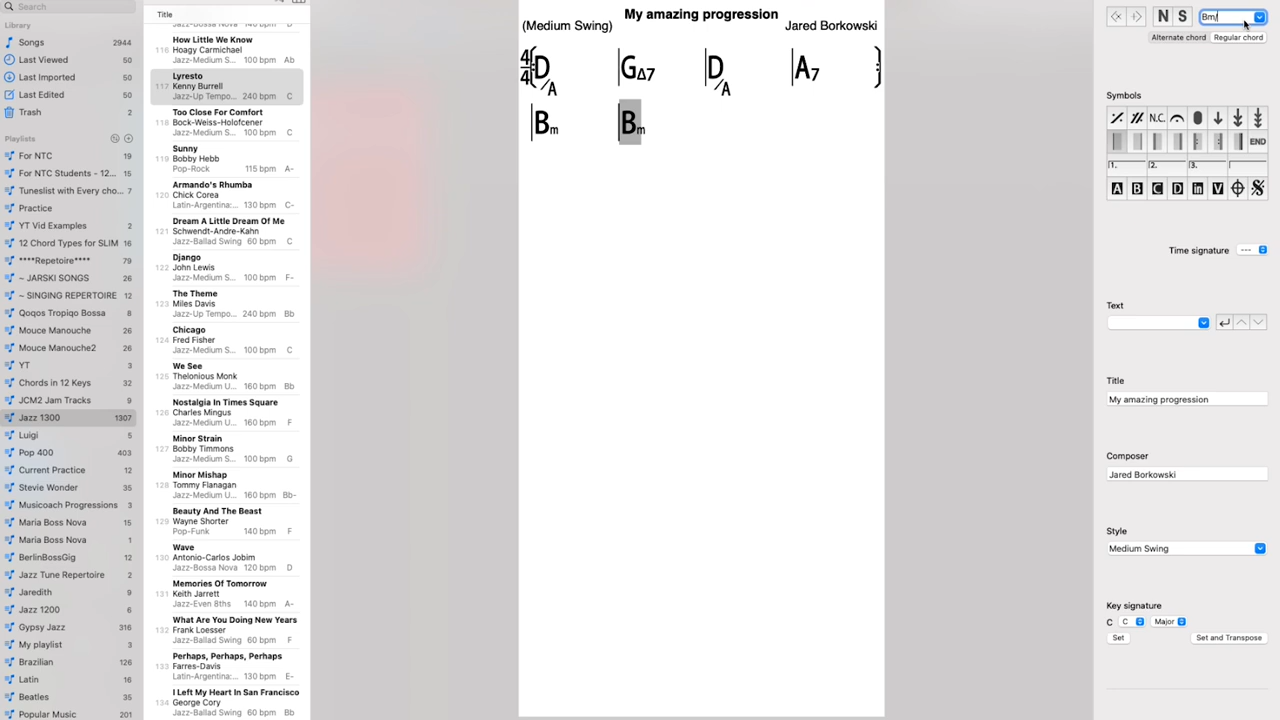 Search
Songs 2944
Last Viewed 50
Last Imported 50
Last Edited 50
Trash
Playlists
For NTC 19
For NTC Students - 12...
Tuneslist with Every cho...
Practice
YT Vid Examples
12 Chord Types for SLIM
****Repetoire**** 79
~ JARSKI SONGS
~ SINGING REPERTOIRE 12
Qoqos Tropiqo Bossa 8
Mouce Manouche
Mouce Manouche2
YT
Chords in 12 Keys 32
JCM2 Jam Tracks 9
Jazz 1300 1307
Luigi 5
Pop 400 403
Current Practice
Stevie Wonder 35
Musicoach Progressions 3
Maria Boss Nova 15
Maria Boss Nova 1
BerlinBossGig 11
Jazz Tune Repertoire
Jaredith 9
Jazz 1200 6
Gypsy Jazz 316
My playlist 3
Brazilian 126
Latin 181
Beatles 35
Popular Music 201
Title
116 How Little We Know
Hoagy Carmichael
Jazz-Medium S... 100 bpm Ab
117 Lyresto
Kenny Burrell
Jazz-Up Tempo... 240 bpm C
118 Too Close For Comfort
Bock-Weiss-Holofcener
Jazz-Medium S... 100 bpm C
119 Sunny
Bobby Hebb
Pop-Rock 115 bpm A-
120 Armando's Rhumba
Chick Corea
Latin-Argentina:... 130 bpm C-
121 Dream A Little Dream Of Me
Schwendt-Andre-Kahn
Jazz-Ballad Swing 60 bpm C
122 Django
John Lewis
Jazz-Medium S... 100 bpm F-
123 The Theme
Miles Davis
Jazz-Up Tempo... 240 bpm Bb
124 Chicago
Fred Fisher
Jazz-Medium S... 100 bpm C
125 We See
Thelonious Monk
Jazz-Medium U... 160 bpm Bb
126 Nostalgia In Times Square
Charles Mingus
Jazz-Medium U... 160 bpm F
127 Minor Strain
Bobby Timmons
Jazz-Medium S... 100 bpm G
128 Minor Mishap
Tommy Flanagan
Jazz-Medium U... 160 bpm Bb-
129 Beauty And The Beast
Wayne Shorter
Pop-Funk 140 bpm F
130 Wave
Antonio-Carlos Jobim
Jazz-Bossa Nova 120 bpm D
131 Memories Of Tomorrow
Keith Jarrett
Jazz-Even 8ths 140 bpm A-
132 What Are You Doing New Years
Frank Loesser
Jazz-Ballad Swing 60 bpm F
133 Perhaps, Perhaps, Perhaps
Farres-Davis
Latin-Argentina:... 130 bpm E-
134 I Left My Heart In San Francisco
George Cory
Jazz-Ballad Swing 60 bpm Bb
My amazing progression
(Medium Swing) Jared Borkowski
4/4 D/A GΔ7 D/A A7
Bm Bm
N S Bm/
Alternate chord Regular chord
Symbols
N.C.
END
1. 2. 3.
A B C D in V
Time signature ---
Text
Title
My amazing progression
Composer
Jared Borkowski
Style
Medium Swing
Key signature
C C Major
Set Set and Transpose